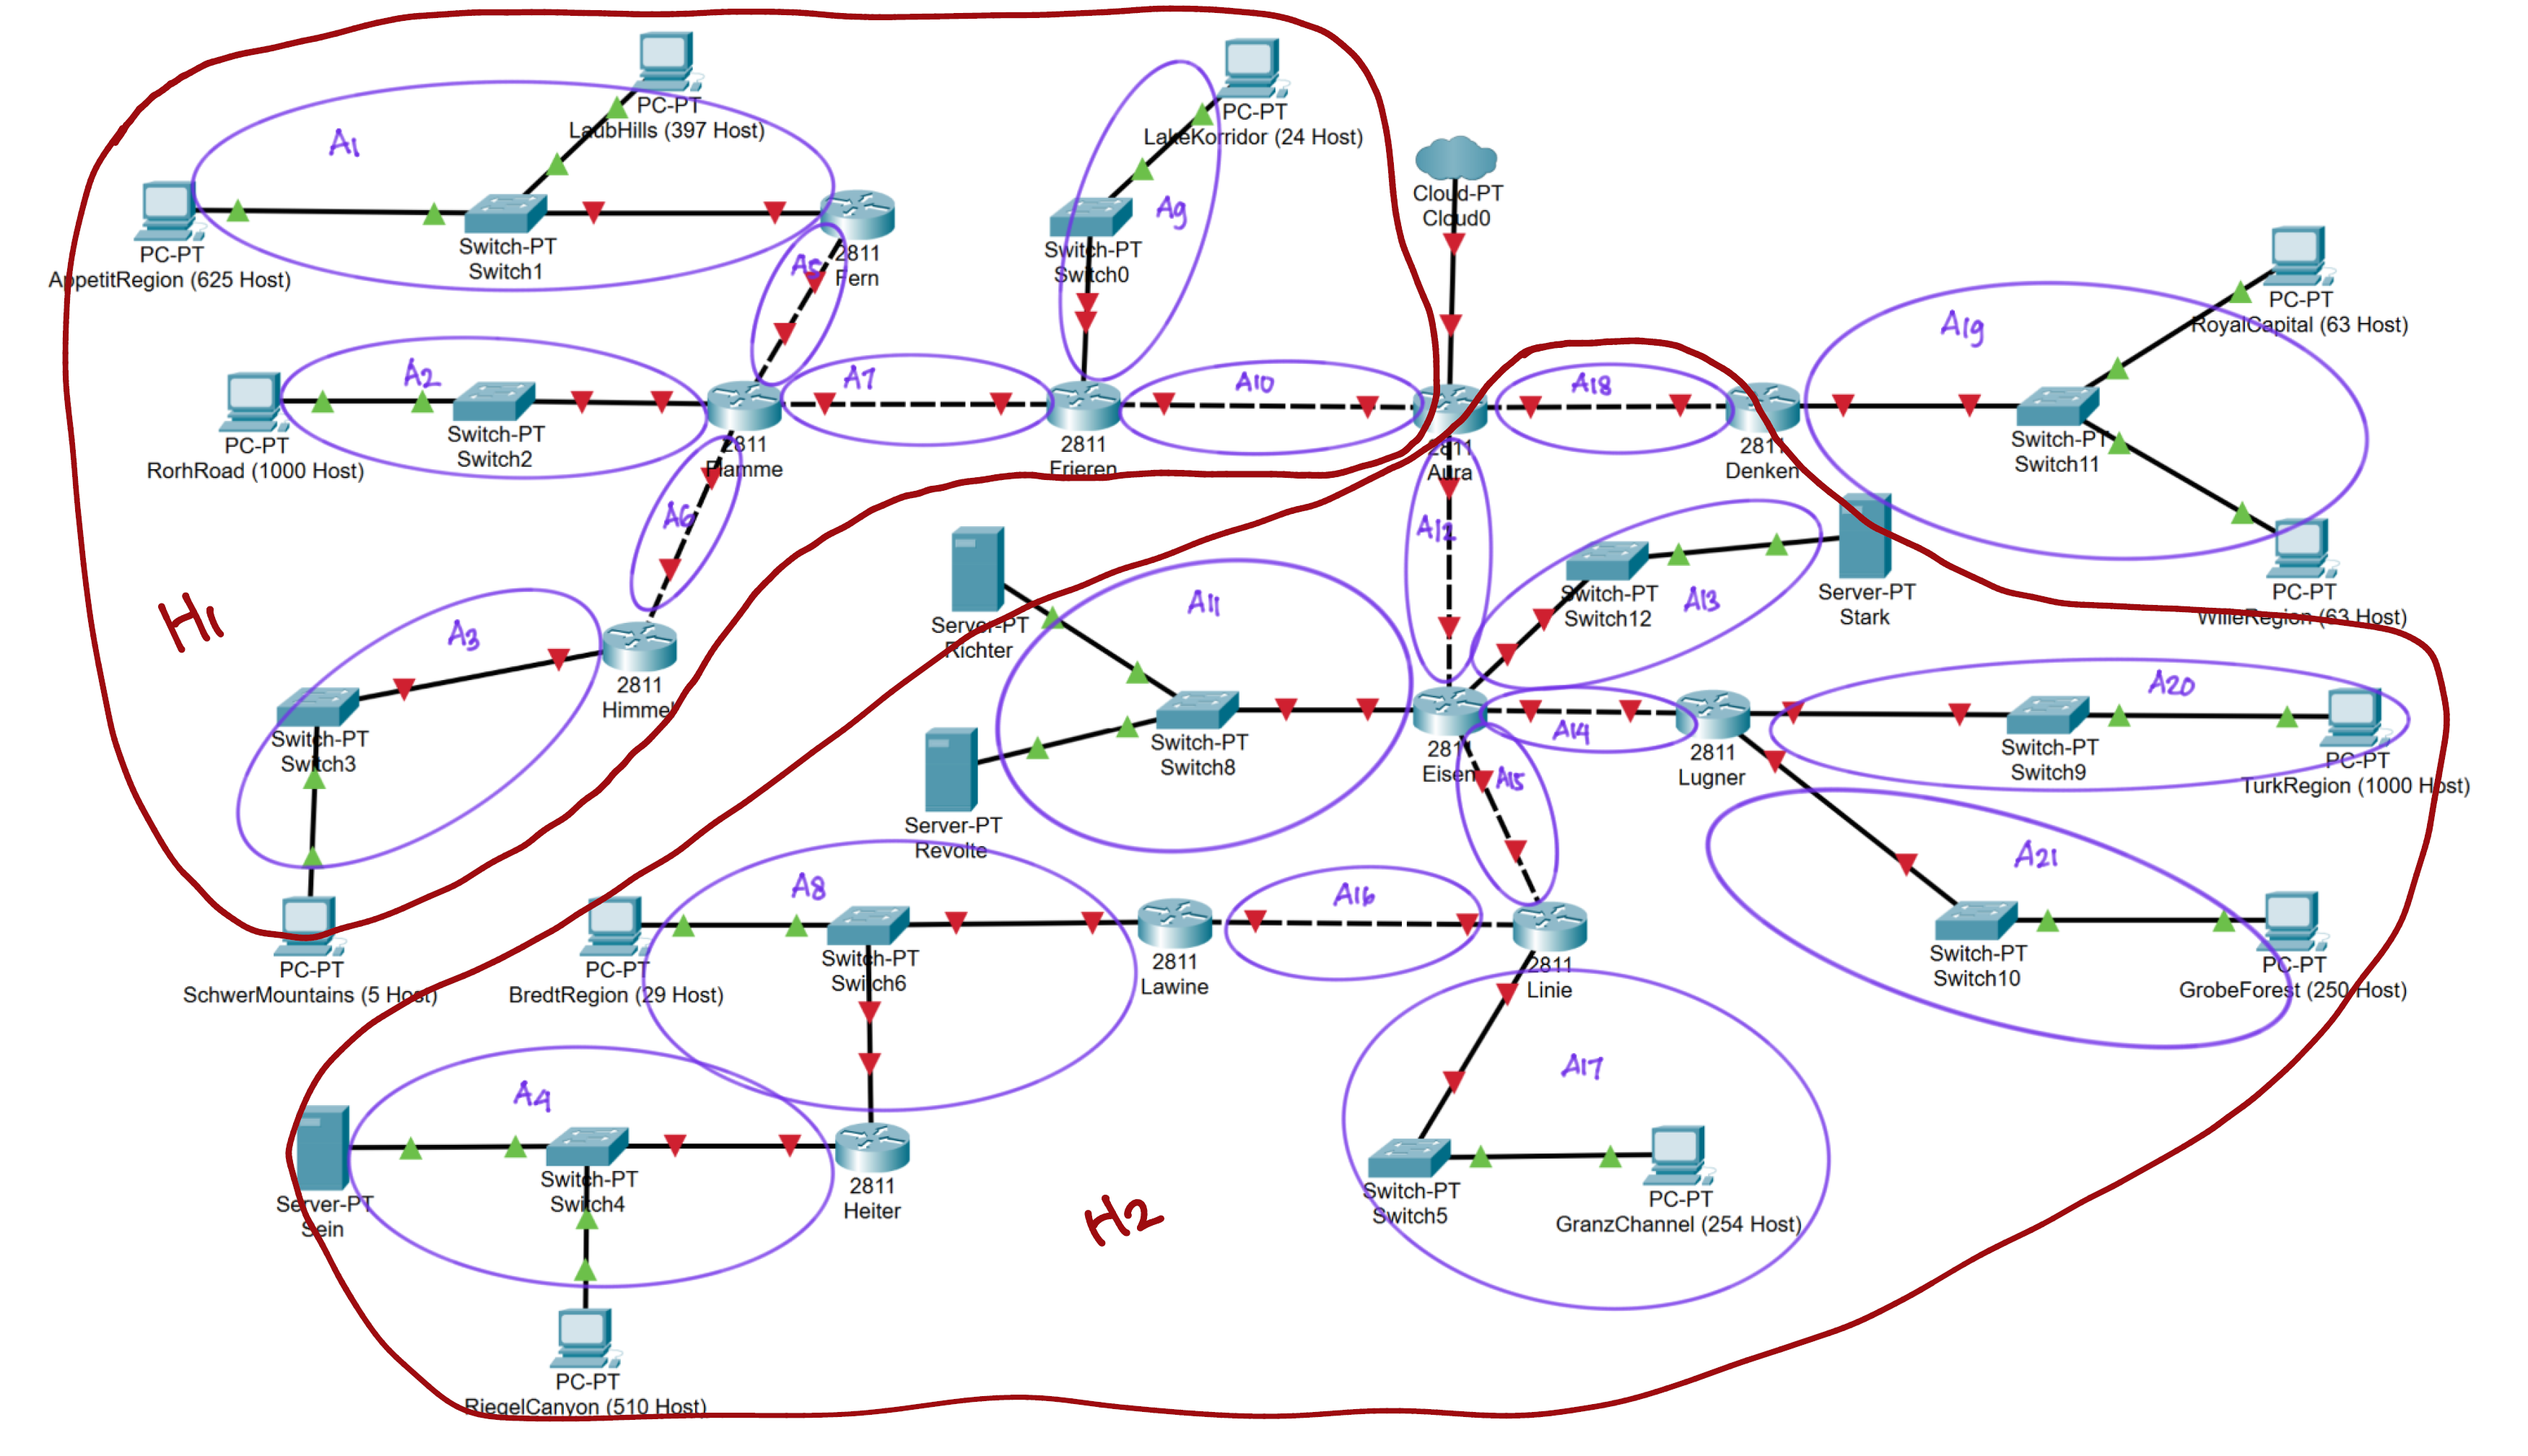 PC-PT
LaubHills (397 Host)
A1
PC-PT
AppetitRegion (625 Host)
Switch-PT
Switch1
2811
Fern
A5
PC-PT
LakeKorridor (24 Host)
A9
Switch-PT
Switch0
Cloud-PT
Cloud0
PC-PT
RoyalCapital (63 Host)
A19
A2
PC-PT
RorhRoad (1000 Host)
Switch-PT
Switch2
2811
Flamme
A7
2811
Frieren
A10
2811
Aura
A18
2811
Denken
Switch-PT
Switch11
PC-PT
WilleRegion (63 Host)
A6
H1
A3
2811
Himmel
Switch-PT
Switch3
PC-PT
SchwerMountains (5 Host)
Server-PT
Richter
A11
A12
Switch-PT
Switch12
A13
Server-PT
Stark
Switch-PT
Switch8
Server-PT
Revolte
2811
Eisen
A14
A15
2811
Lugner
A20
Switch-PT
Switch9
PC-PT
TurkRegion (1000 Host)
A21
Switch-PT
Switch10
PC-PT
GrobeForest (250 Host)
A8
PC-PT
BredtRegion (29 Host)
Switch-PT
Switch6
2811
Lawine
A16
2811
Linie
A17
A4
Server-PT
Sein
Switch-PT
Switch4
2811
Heiter
H2
Switch-PT
Switch5
PC-PT
GranzChannel (254 Host)
PC-PT
RiegelCanyon (510 Host)